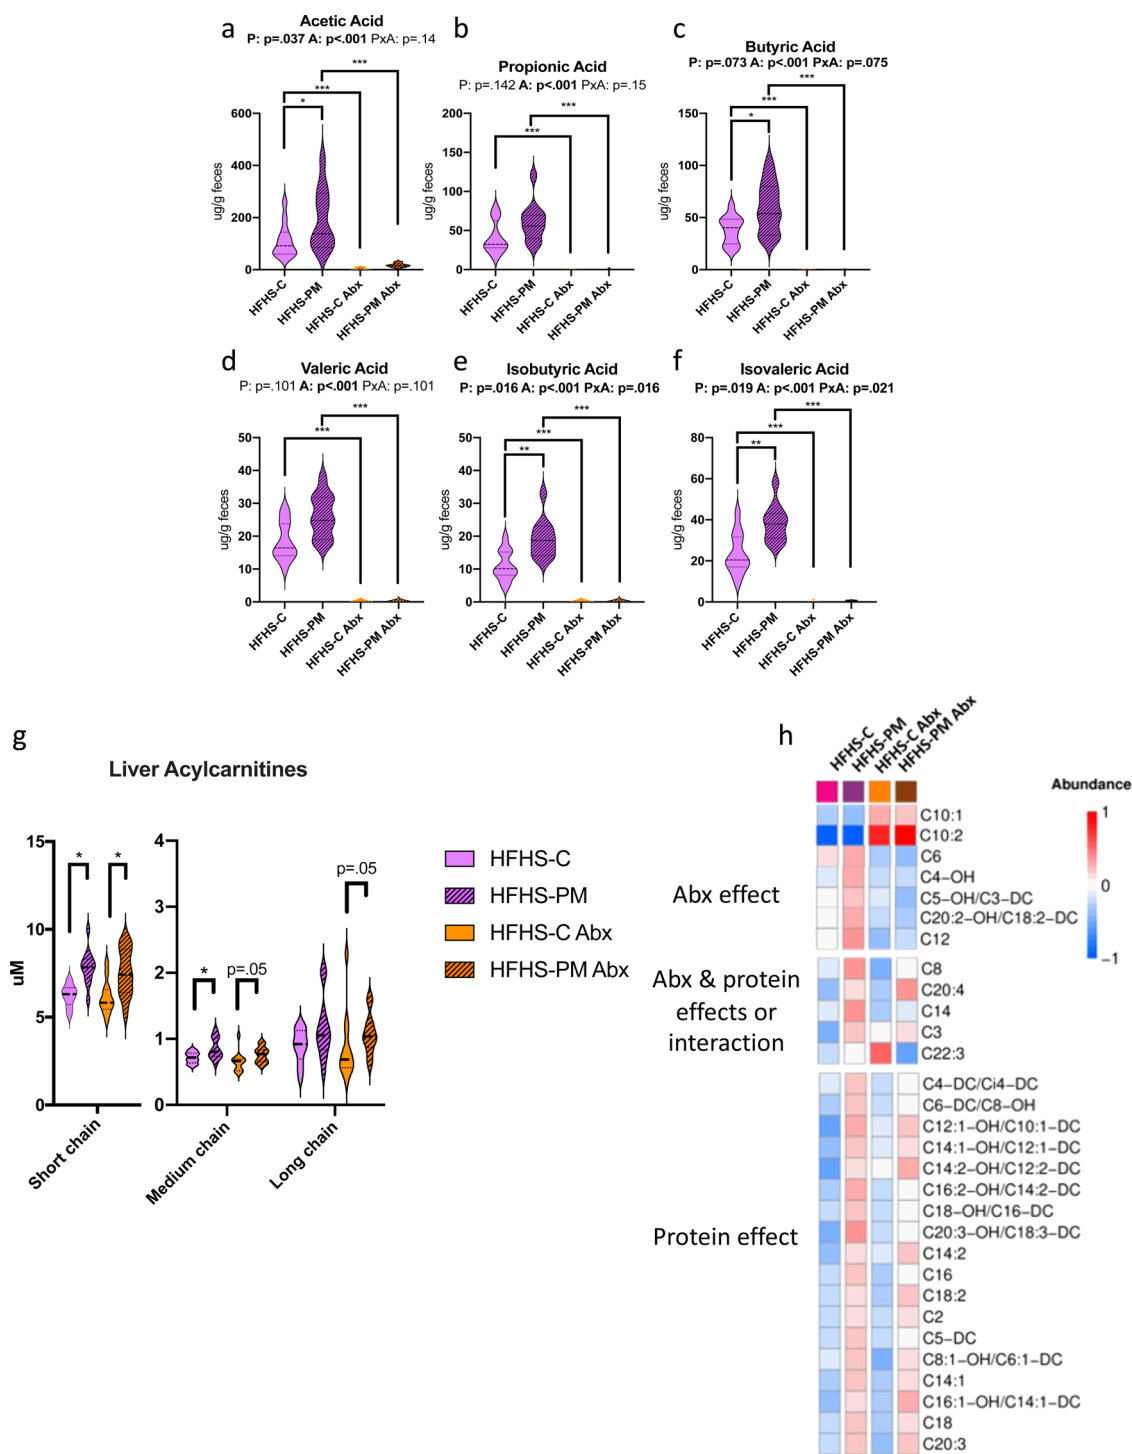 a
Acetic Acid
P: p=.037 A: p<.001 PxA: p=.14
***
***
*
600
400
200
0
ug/g feces
HFHS-C
HFHS-PM
HFHS-C Abx
HFHS-PM Abx
b
Propionic Acid
P: p=.142 A: p<.001 PxA: p=.15
***
***
200
150
100
50
0
ug/g feces
HFHS-C
HFHS-PM
HFHS-C Abx
HFHS-PM Abx
c
Butyric Acid
P: p=.073 A: p<.001 PxA: p=.075
***
***
*
150
100
50
0
ug/g feces
HFHS-C
HFHS-PM
HFHS-C Abx
HFHS-PM Abx
d
Valeric Acid
P: p=.101 A: p<.001 PxA: p=.101
***
***
50
40
30
20
10
0
ug/g feces
HFHS-C
HFHS-PM
HFHS-C Abx
HFHS-PM Abx
e
Isobutyric Acid
P: p=.016 A: p<.001 PxA: p=.016
***
***
**
50
40
30
20
10
0
ug/g feces
HFHS-C
HFHS-PM
HFHS-C Abx
HFHS-PM Abx
f
Isovaleric Acid
P: p=.019 A: p<.001 PxA: p=.021
***
***
**
80
60
40
20
0
ug/g feces
HFHS-C
HFHS-PM
HFHS-C Abx
HFHS-PM Abx
g
Liver Acylcarnitines
15
10
5
0
uM
*
*
Short chain
4
3
2
1
0
*
p=.05
p=.05
Medium chain
Long chain
HFHS-C
HFHS-PM
HFHS-C Abx
HFHS-PM Abx
h
HFHS-C
HFHS-PM
HFHS-C Abx
HFHS-PM Abx
Abundance
1
0
−1
Abx effect
C10:1
C10:2
C6
C4−OH
C5−OH/C3−DC
C20:2−OH/C18:2−DC
C12
Abx & protein
effects or
interaction
C8
C20:4
C14
C3
C22:3
Protein effect
C4−DC/Ci4−DC
C6−DC/C8−OH
C12:1−OH/C10:1−DC
C14:1−OH/C12:1−DC
C14:2−OH/C12:2−DC
C16:2−OH/C14:2−DC
C18−OH/C16−DC
C20:3−OH/C18:3−DC
C14:2
C16
C18:2
C2
C5−DC
C8:1−OH/C6:1−DC
C14:1
C16:1−OH/C14:1−DC
C18
C20:3